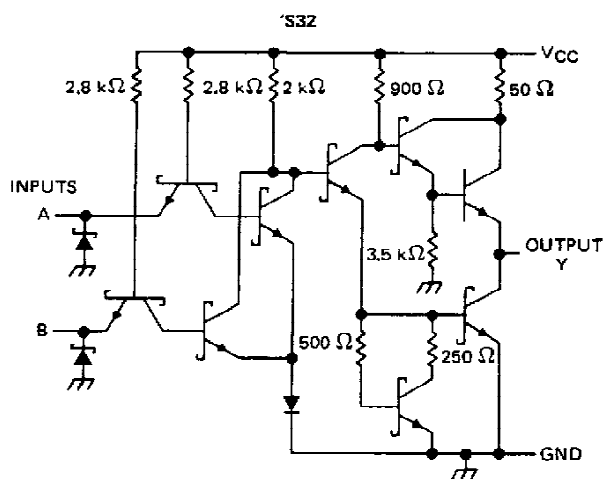 'S32
VCC
2.8 kΩ
2.8 kΩ
2 kΩ
900 Ω
50 Ω
INPUTS
A
3.5 kΩ
OUTPUT
Y
B
500 Ω
250 Ω
GND